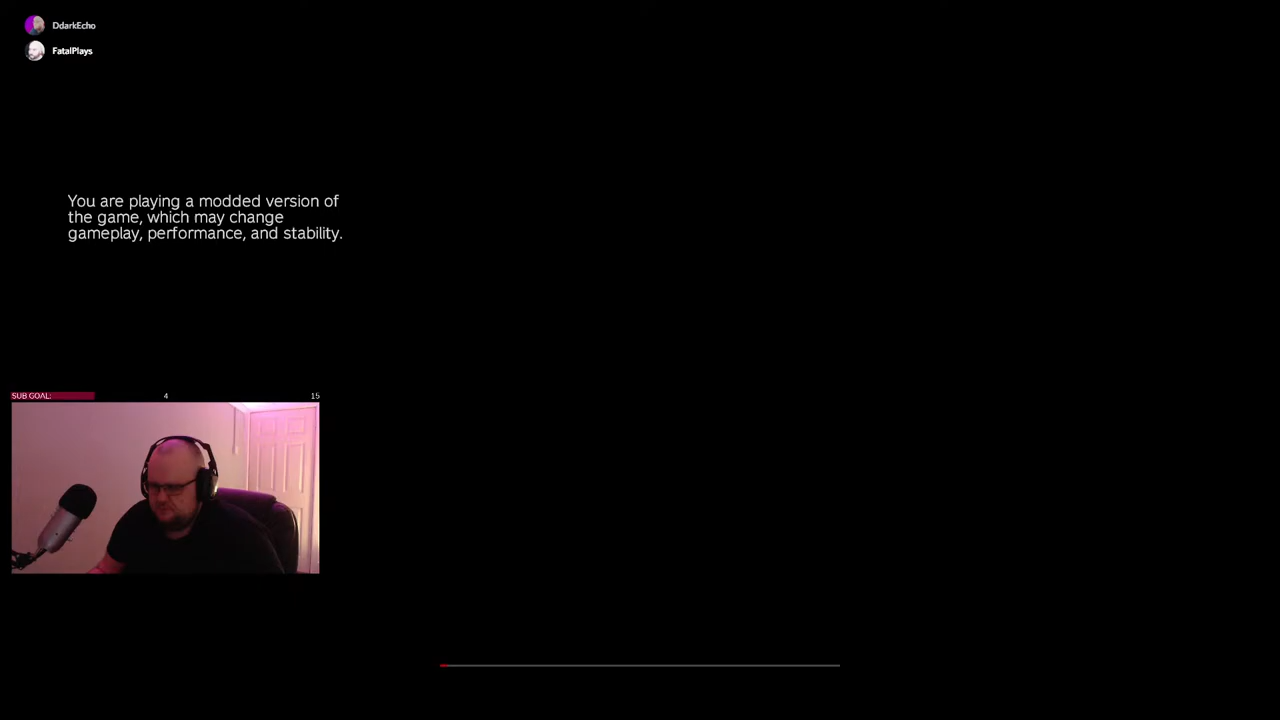 DdarkEcho
FatalPlays
You are playing a modded version of
the game, which may change
gameplay, performance, and stability.
SUB GOAL: 4 15